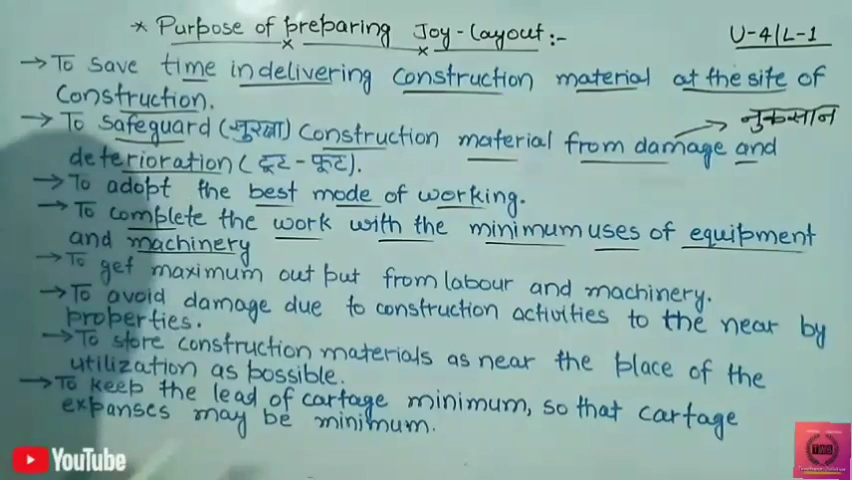 * Purpose of preparing Joy-Layout:-
U-4/L-1
→ To save time in delivering construction material at the site of
Construction.
→ To Safeguard (सुरक्षा) Construction material from damage and
नुकसान
deterioration (टूट-फूट).
→ To adopt the best mode of working.
→ To complete the work with the minimum uses of equipment
and machinery
→ To get maximum out put from labour and machinery.
→ To avoid damage due to construction activities to the near by
properties.
→ To store construction materials as near the place of the
utilization as possible.
→ To keep the lead of cartage minimum, so that cartage
expanses may be minimum.
YouTube
TWS